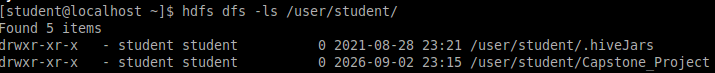 [student@localhost ~]$ hdfs dfs -ls /user/student/
Found 5 items
drwxr-xr-x   - student student          0 2021-08-28 23:21 /user/student/.hiveJars
drwxr-xr-x   - student student          0 2026-09-02 23:15 /user/student/Capstone_Project